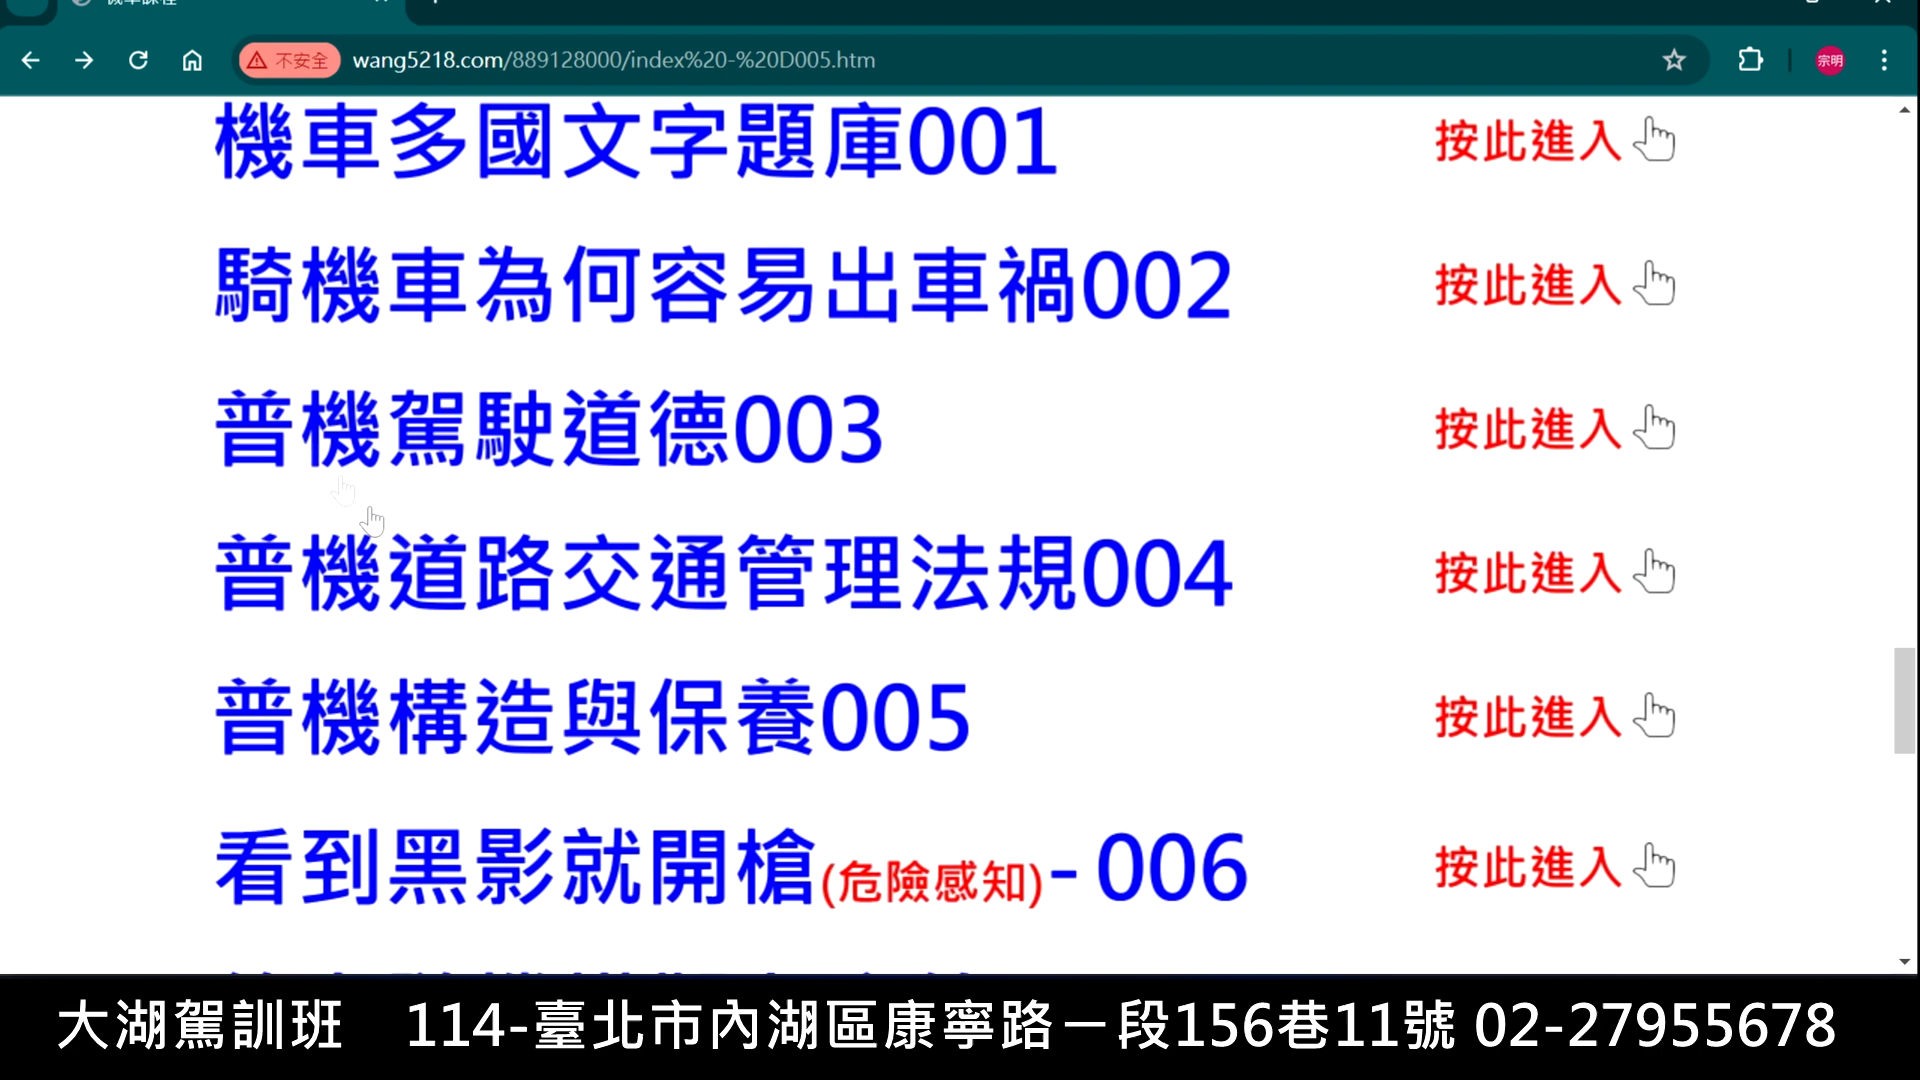 不安全 wang5218.com/889128000/index%20-%20D005.htm 宗明
機車多國文字題庫001 按此進入
騎機車為何容易出車禍002 按此進入
普機駕駛道德003 按此進入
普機道路交通管理法規004 按此進入
普機構造與保養005 按此進入
看到黑影就開槍(危險感知)- 006 按此進入
大湖駕訓班 114-臺北市內湖區康寧路一段156巷11號 02-27955678